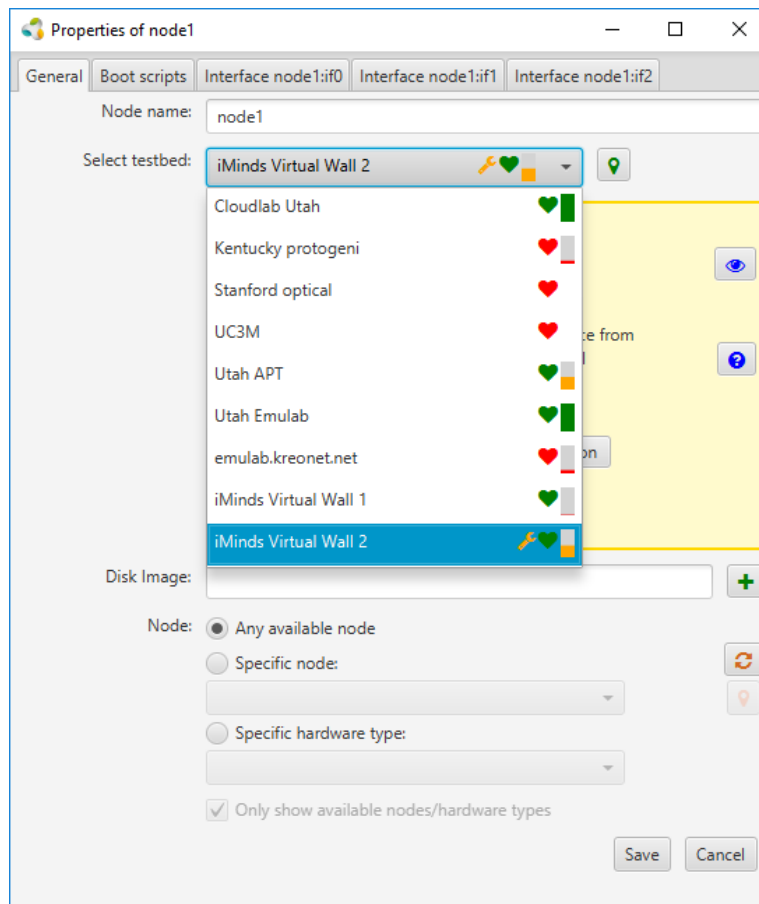 Properties of node1
General Boot scripts Interface node1:if0 Interface node1:if1 Interface node1:if2
Node name: node1
Select testbed: iMinds Virtual Wall 2
Cloudlab Utah
Kentucky protogeni
Stanford optical
UC3M
ce from
Utah APT
Utah Emulab
emulab.kreonet.net
on
iMinds Virtual Wall 1
iMinds Virtual Wall 2
Disk Image:
Node: Any available node
Specific node:
Specific hardware type:
Only show available nodes/hardware types
Save Cancel